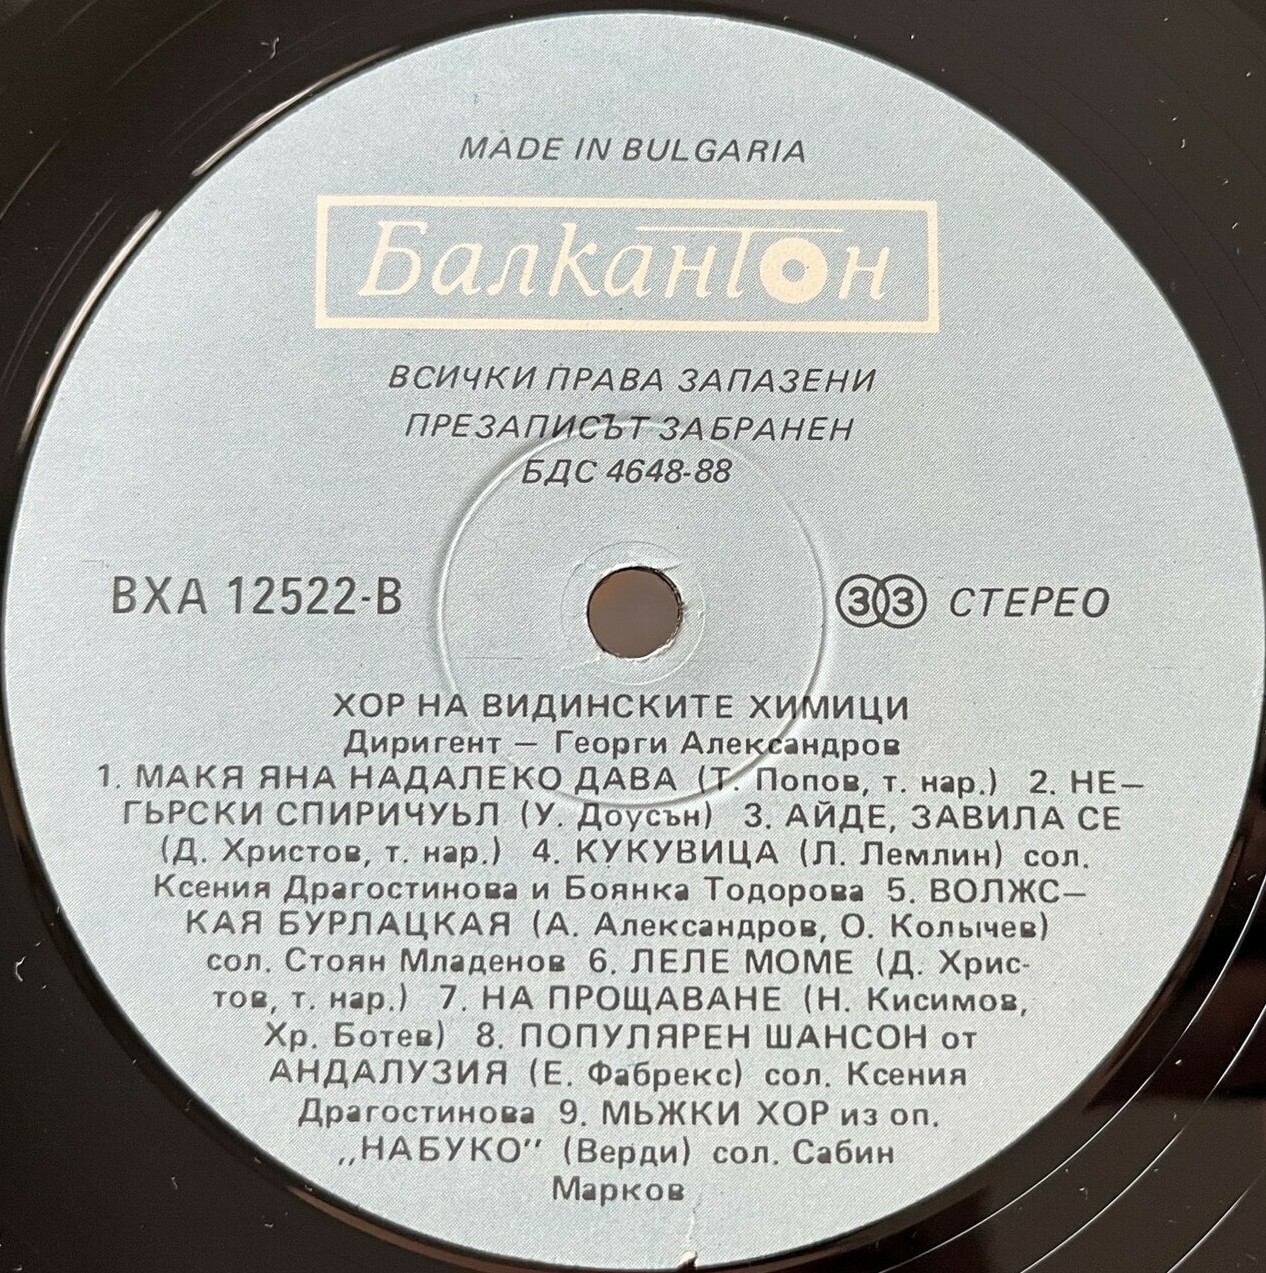 MADE IN BULGARIA
Балкантон
ВСИЧКИ ПРАВА ЗАПАЗЕНИ
ПРЕЗАПИСЪТ ЗАБРАНЕН
БДС 4648-88
ВХА 12522-В
33 СТЕРЕО
ХОР НА ВИДИНСКИТЕ ХИМИЦИ
Диригент — Георги Александров
1. МАКЯ ЯНА НАДАЛЕКО ДАВА (Т. Попов, т. нар.) 2. НЕ—
ГЬРСКИ СПИРИЧУЬЛ (У. Доусън) 3. АЙДЕ, ЗАВИЛА СЕ
(Д. Христов, т. нар.) 4. КУКУВИЦА (Л. Лемлин) сол.
Ксения Драгостинова и Боянка Тодорова 5. ВОЛЖС—
КАЯ БУРЛАЦКАЯ (А. Александров, О. Колычев)
сол. Стоян Младенов 6. ЛЕЛЕ МОМЕ (Д. Хрис-
тов, т. нар.) 7. НА ПРОЩАВАНЕ (Н. Кисимов,
Хр. Ботев) 8. ПОПУЛЯРЕН ШАНСОН от
АНДАЛУЗИЯ (Е. Фабрекс) сол. Ксения
Драгостинова 9. МЬЖКИ ХОР из оп.
„НАБУКО" (Верди) сол. Сабин
Марков